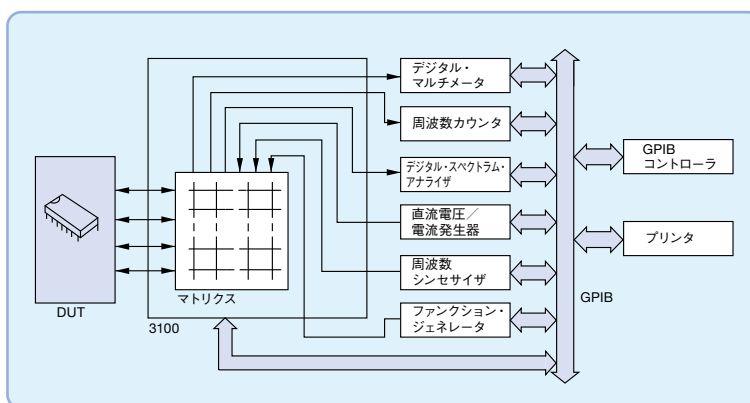 デジタル・
マルチメータ
周波数カウンタ
デジタル・スペクトラム・
アナライザ
直流電圧／
電流発生器
周波数
シンセサイザ
ファンクション・
ジェネレータ
GPIB
コントローラ
プリンタ
GPIB
マトリクス
3100
DUT